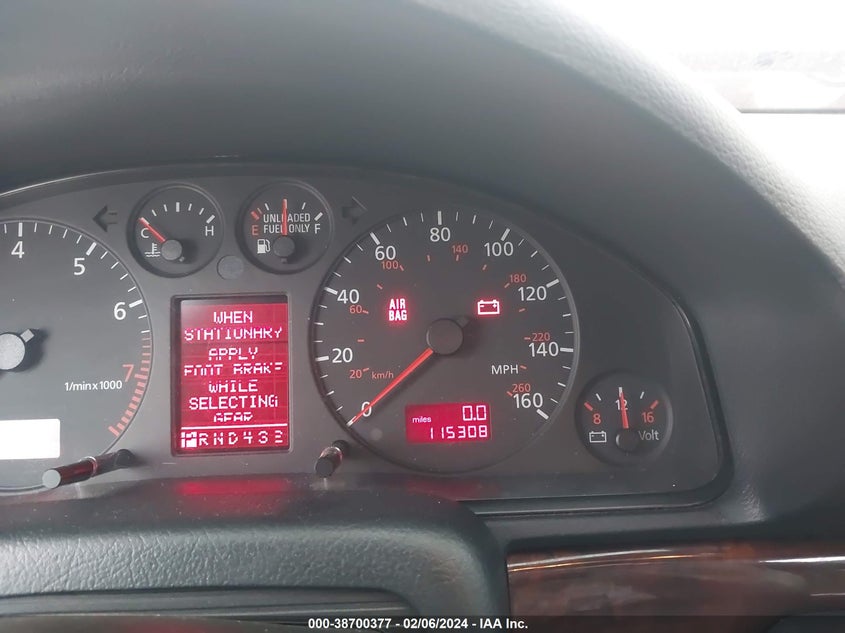 4
5
6
7
1/min x 1000
C
H
UNLEADED
E FUEL ONLY F
WHEN
STATIONARY
APPLY
FOOT BRAKE
WHILE
SELECTING
GEAR
PRND432
0
20
40
60
80
100
120
140
160
20
60
100
140
180
220
260
km/h
MPH
AIR
BAG
miles 0.0
115308
8 12 16
Volt
000-38700377 - 02/06/2024 - IAA Inc.